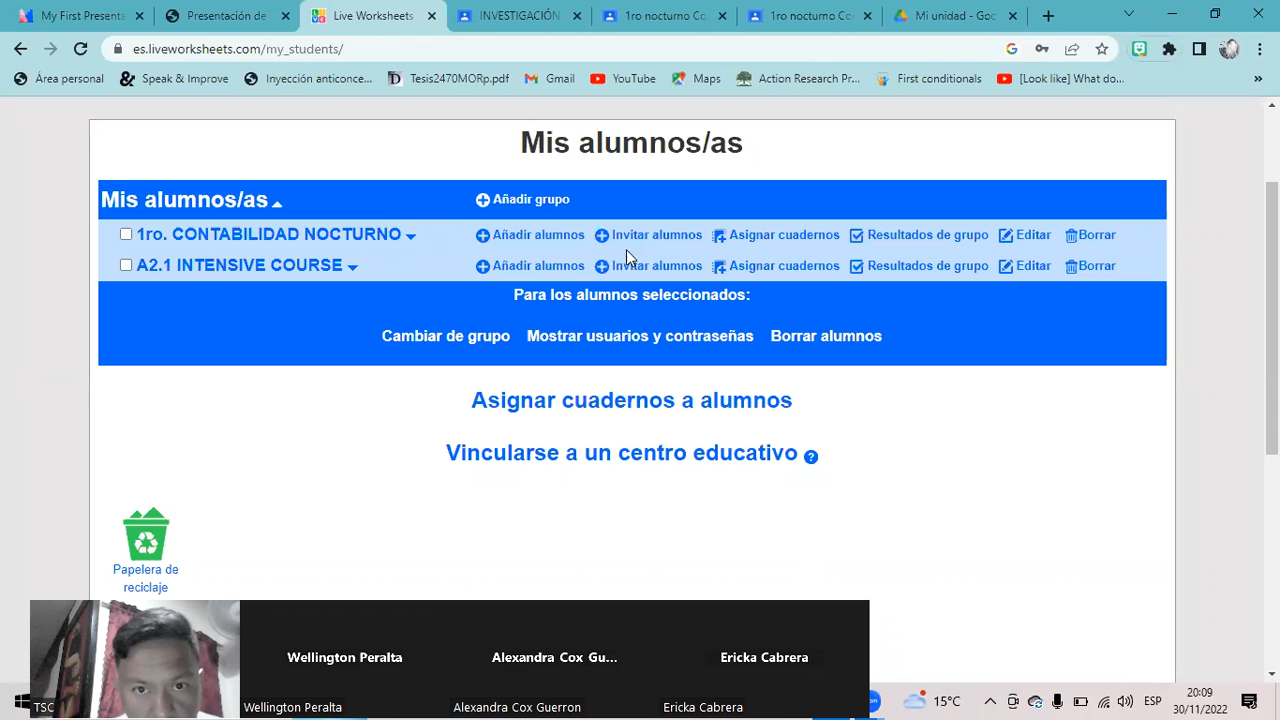 My First Presenta
Presentación de
Live Worksheets
INVESTIGACIÓN
1ro nocturno Co
1ro nocturno Co
Mi unidad - Goo
es.liveworksheets.com/my_students/
Área personal
Speak & Improve
Inyección anticonce...
Tesis2470MORp.pdf
Gmail
YouTube
Maps
Action Research Pr...
First conditionals
[Look like] What do...
Mis alumnos/as
Mis alumnos/as
Añadir grupo
1ro. CONTABILIDAD NOCTURNO
Añadir alumnos
Invitar alumnos
Asignar cuadernos
Resultados de grupo
Editar
Borrar
A2.1 INTENSIVE COURSE
Añadir alumnos
Invitar alumnos
Asignar cuadernos
Resultados de grupo
Editar
Borrar
Para los alumnos seleccionados:
Cambiar de grupo
Mostrar usuarios y contraseñas
Borrar alumnos
Asignar cuadernos a alumnos
Vincularse a un centro educativo
Papelera de
reciclaje
Wellington Peralta
Alexandra Cox Gu...
Ericka Cabrera
TSC
Wellington Peralta
Alexandra Cox Guerron
Ericka Cabrera
15°C
ESP
20:09
30/11/2022